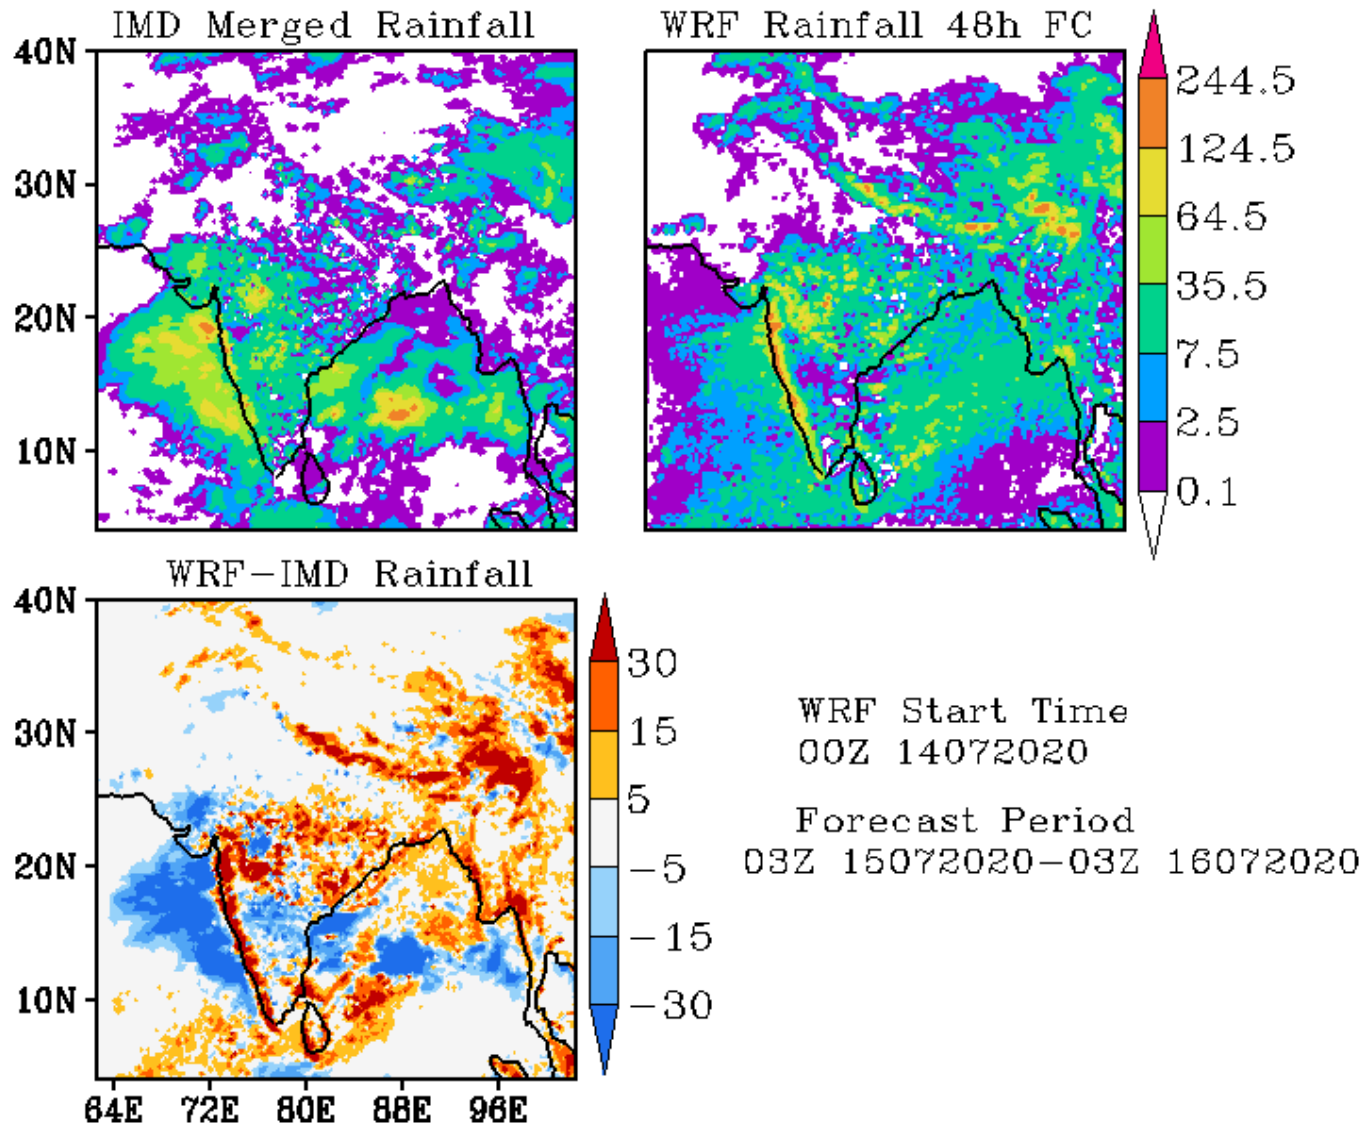 IMD Merged Rainfall
WRF Rainfall 48h FC
40N
30N
20N
10N
244.5
124.5
64.5
35.5
7.5
2.5
0.1
WRF-IMD Rainfall
40N
30N
20N
10N
64E 72E 80E 88E 96E
30
15
5
-5
-15
-30
WRF Start Time
00Z 14072020
Forecast Period
03Z 15072020-03Z 16072020